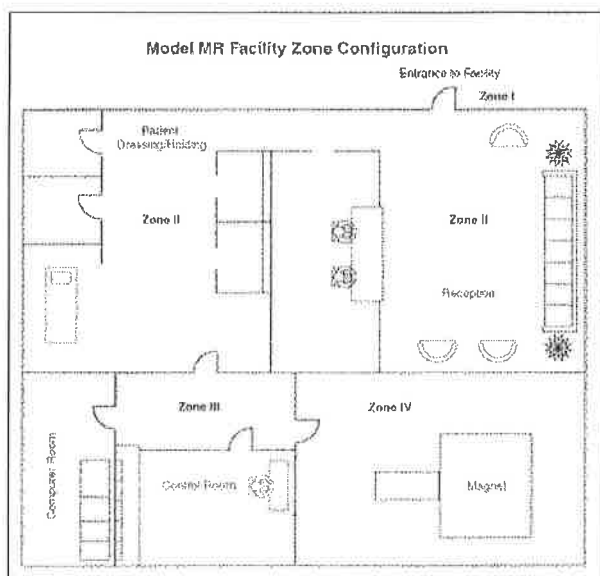 Model MR Facility Zone Configuration
Entrance to Facility
Zone I
Patient
Dressing/Holding
Zone II
Zone II
Reception
Zone III
Zone IV
Computer Room
Control Room
Magnet